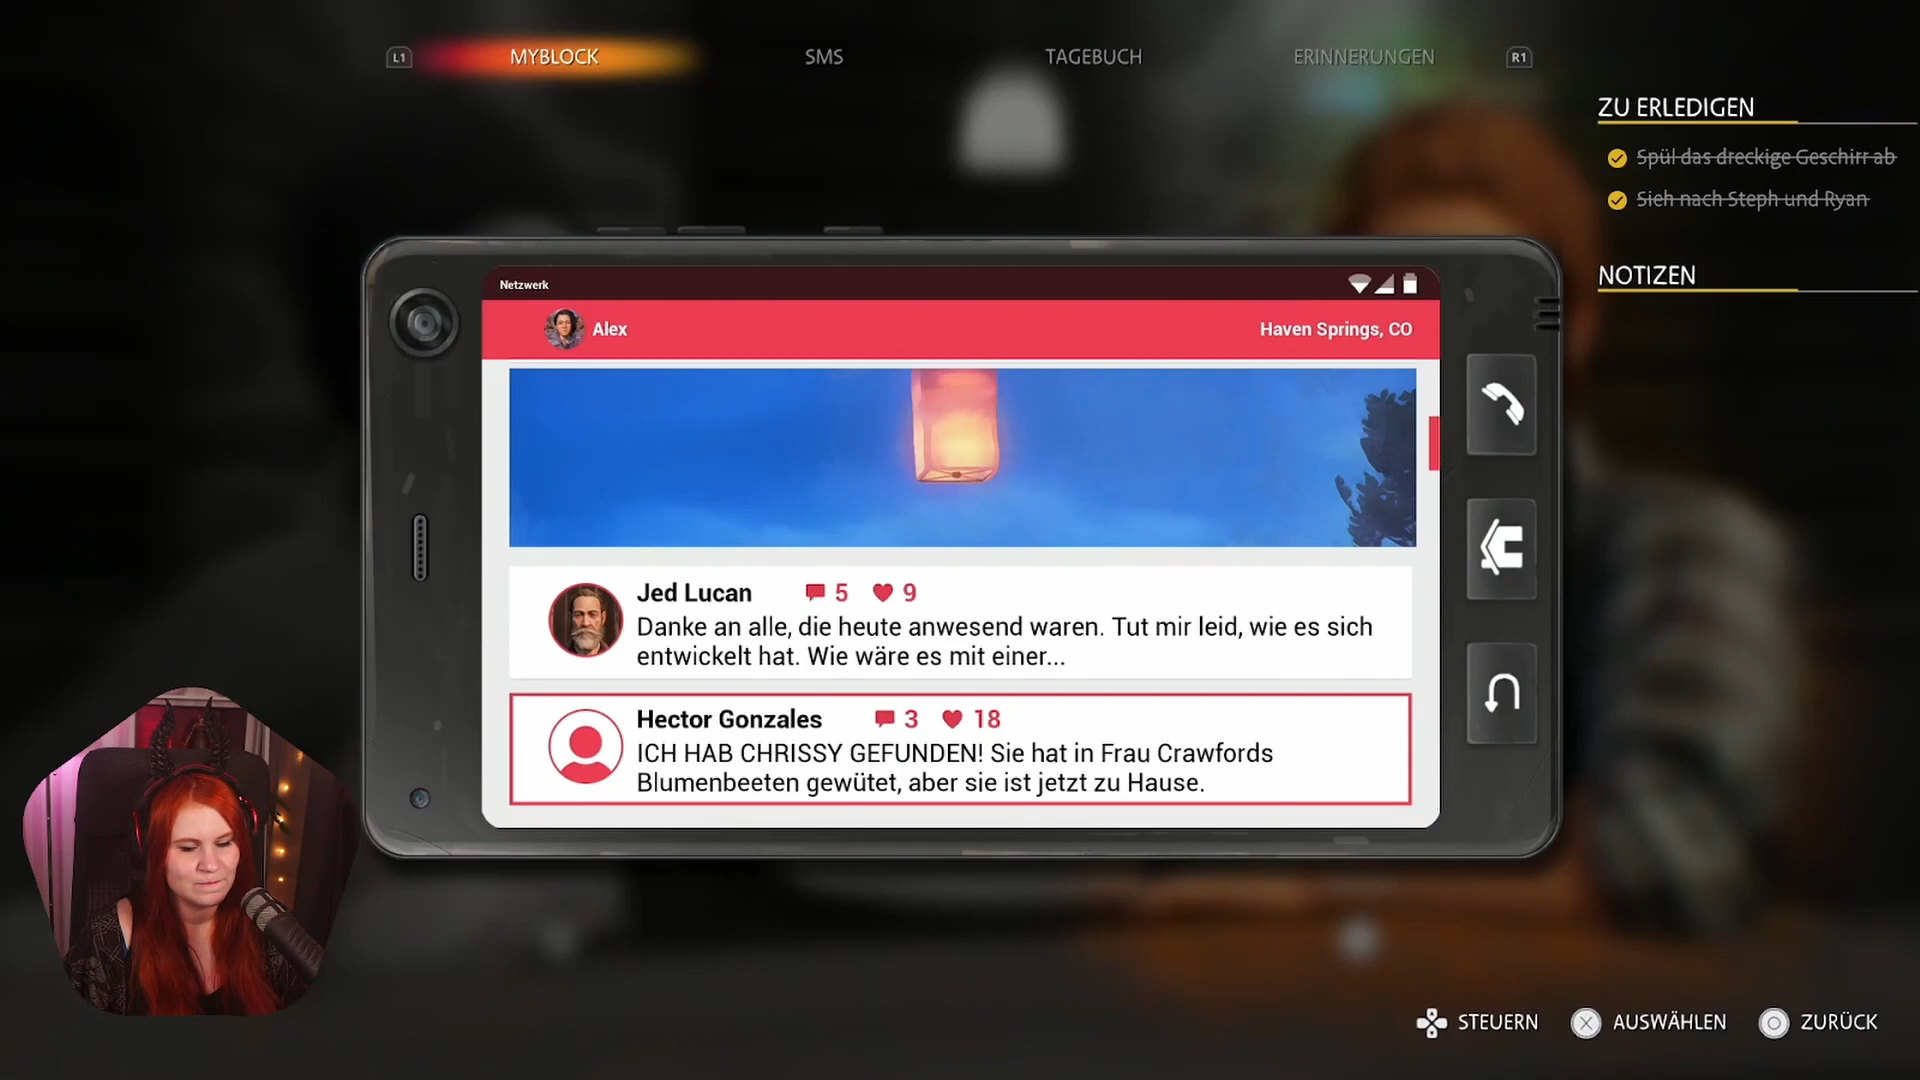 L1
MYBLOCK
SMS
TAGEBUCH
ERINNERUNGEN
R1
ZU ERLEDIGEN
Spül das dreckige Geschirr ab
Sieh nach Steph und Ryan
NOTIZEN
Netzwerk
Alex
Haven Springs, CO
Jed Lucan 5 9
Danke an alle, die heute anwesend waren. Tut mir leid, wie es sich
entwickelt hat. Wie wäre es mit einer...
Hector Gonzales 3 18
ICH HAB CHRISSY GEFUNDEN! Sie hat in Frau Crawfords
Blumenbeeten gewütet, aber sie ist jetzt zu Hause.
STEUERN
AUSWÄHLEN
ZURÜCK